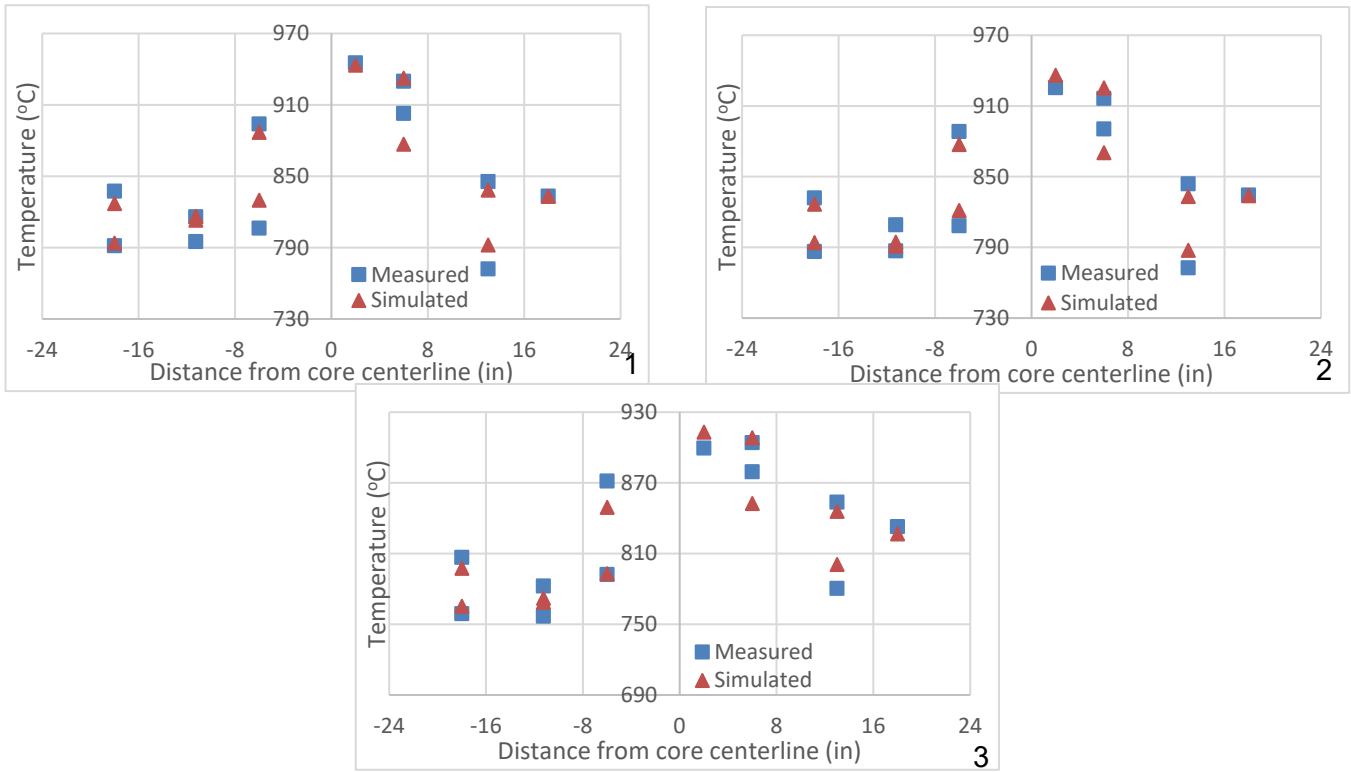 970
910
850
790
730
Temperature (ºC)
Measured
Simulated
-24 -16 -8 0 8 16 24
Distance from core centerline (in)
1
970
910
850
790
730
Temperature (ºC)
Measured
Simulated
-24 -16 -8 0 8 16 24
Distance from core centerline (in)
2
930
870
810
750
690
Temperature (ºC)
Measured
Simulated
-24 -16 -8 0 8 16 24
Distance from core centerline (in)
3